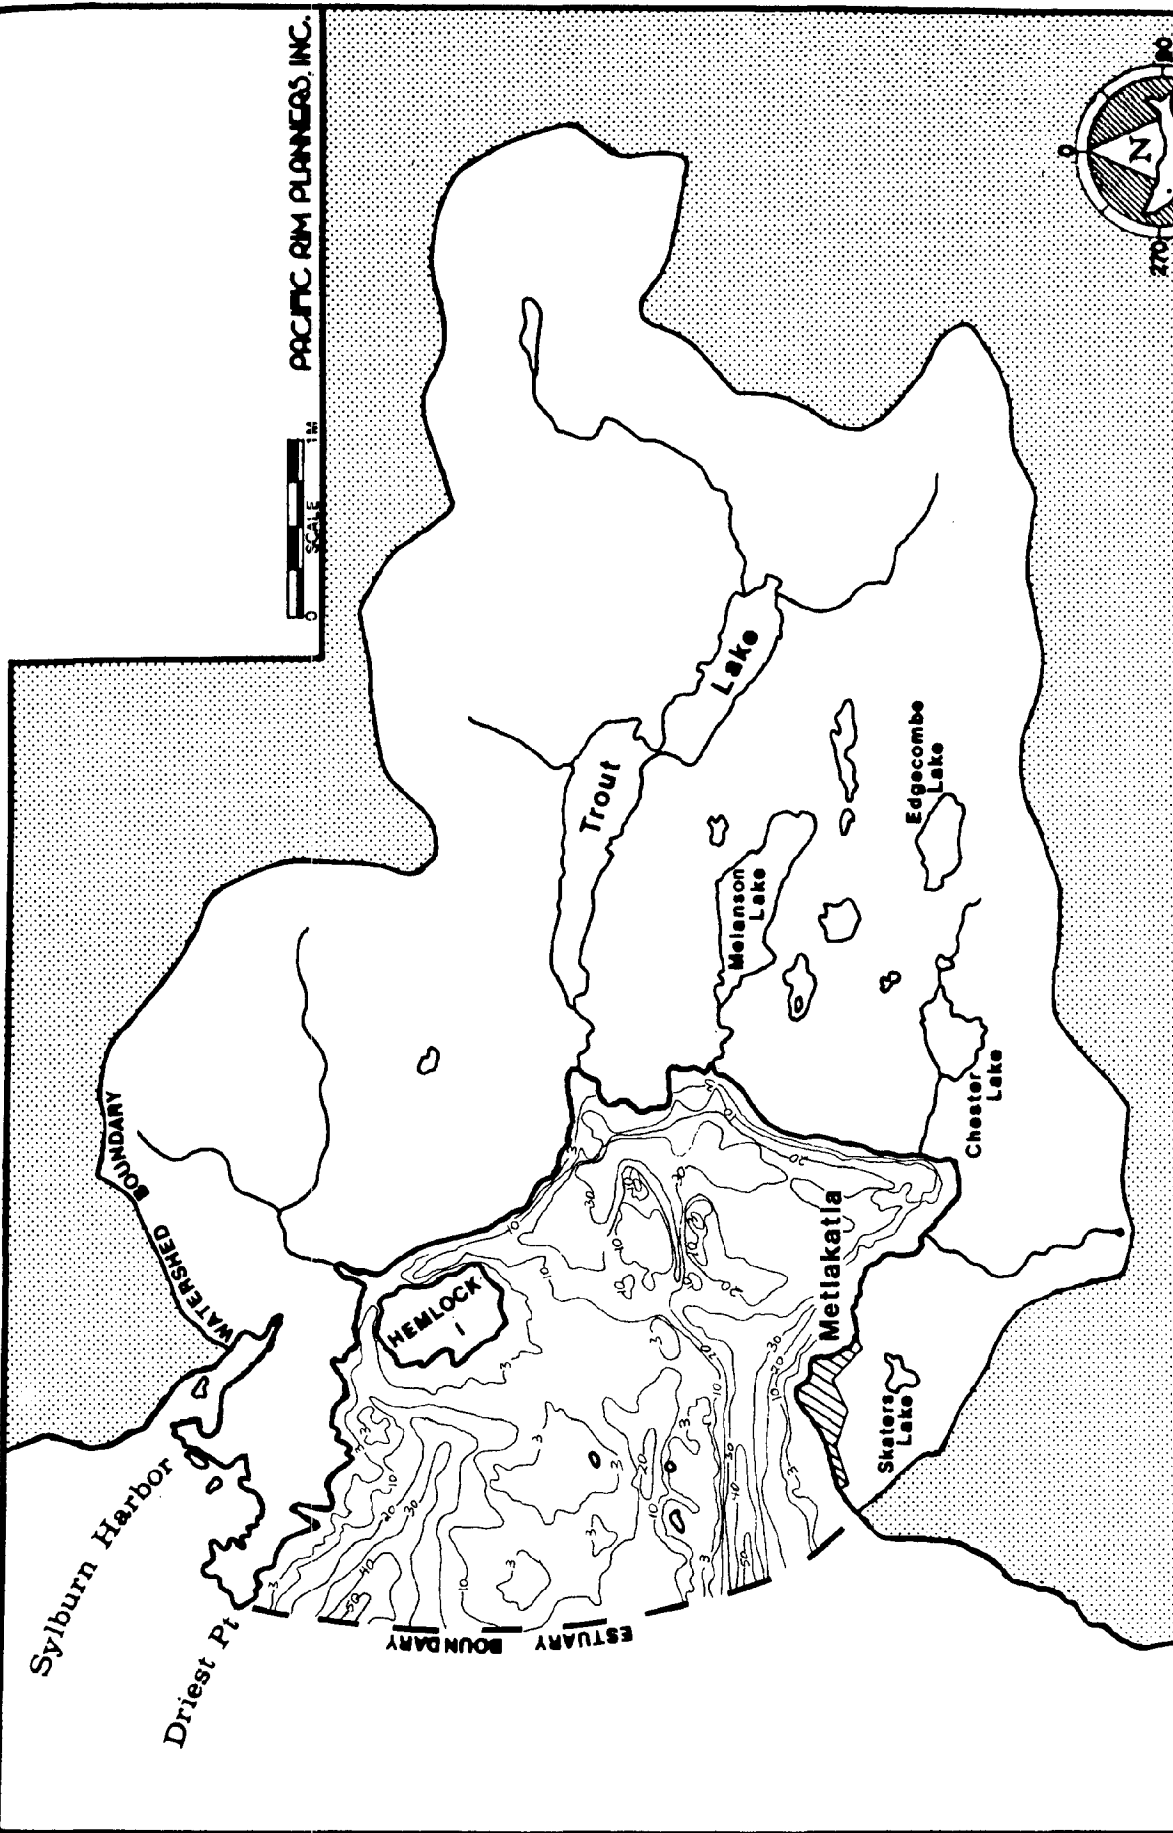 PACIFIC RIM PLANNERS, INC.
0
SCALE
1M
0
N
90
270
WATERSHED BOUNDARY
Sylburn Harbor
Driest Pt
HEMLOCK
I
Trout
Lake
Melanson
Lake
Edgecombe
Lake
Chester
Lake
Metlakatla
Skaters
Lake
ESTUARY BOUNDARY
3
10
20
30
40
50